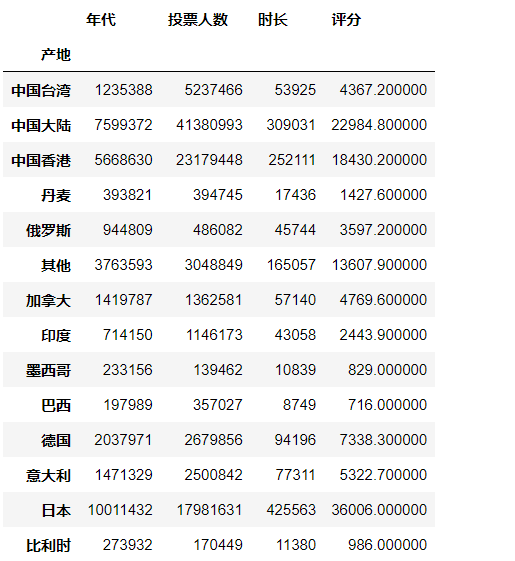 年代 投票人数 时长 评分
产地
中国台湾 1235388 5237466 53925 4367.200000
中国大陆 7599372 41380993 309031 22984.800000
中国香港 5668630 23179448 252111 18430.200000
丹麦 393821 394745 17436 1427.600000
俄罗斯 944809 486082 45744 3597.200000
其他 3763593 3048849 165057 13607.900000
加拿大 1419787 1362581 57140 4769.600000
印度 714150 1146173 43058 2443.900000
墨西哥 233156 139462 10839 829.000000
巴西 197989 357027 8749 716.000000
德国 2037971 2679856 94196 7338.300000
意大利 1471329 2500842 77311 5322.700000
日本 10011432 17981631 425563 36006.000000
比利时 273932 170449 11380 986.000000